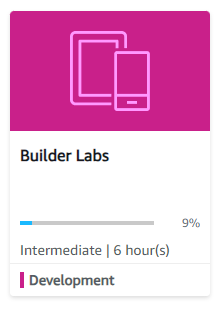 Builder Labs
9%
Intermediate | 6 hour(s)
Development